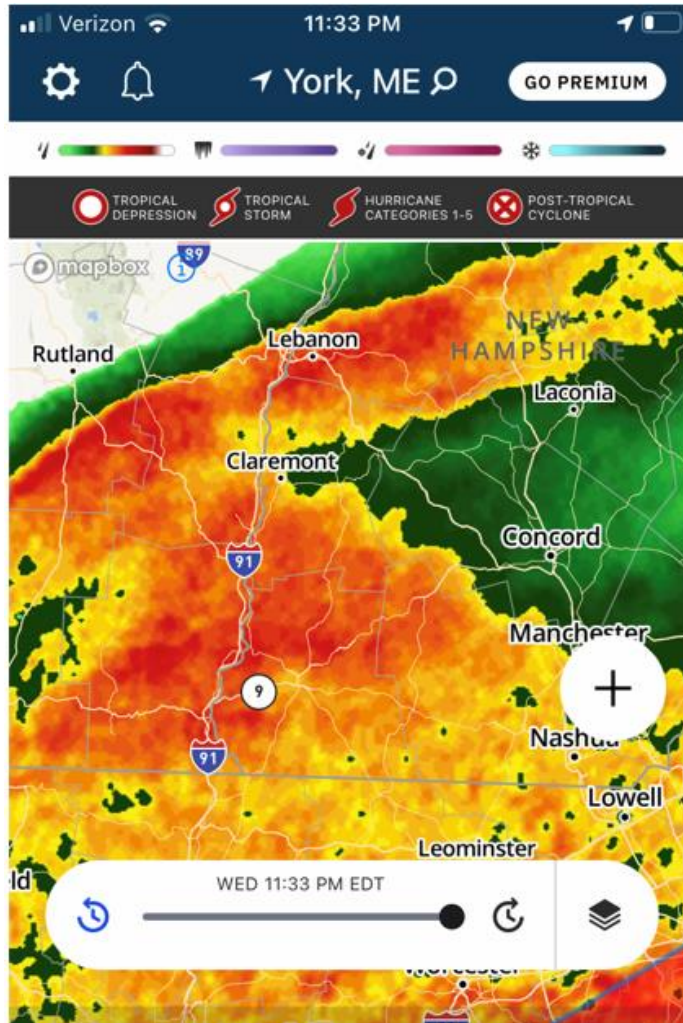 Verizon 11:33 PM
York, ME GO PREMIUM
TROPICAL DEPRESSION
TROPICAL STORM
HURRICANE CATEGORIES 1-5
POST-TROPICAL CYCLONE
mapbox
89
NEW HAMPSHIRE
Rutland
Lebanon
Laconia
Claremont
Concord
91
Manchester
9
91
Nashua
Lowell
Leominster
WED 11:33 PM EDT
Worcester